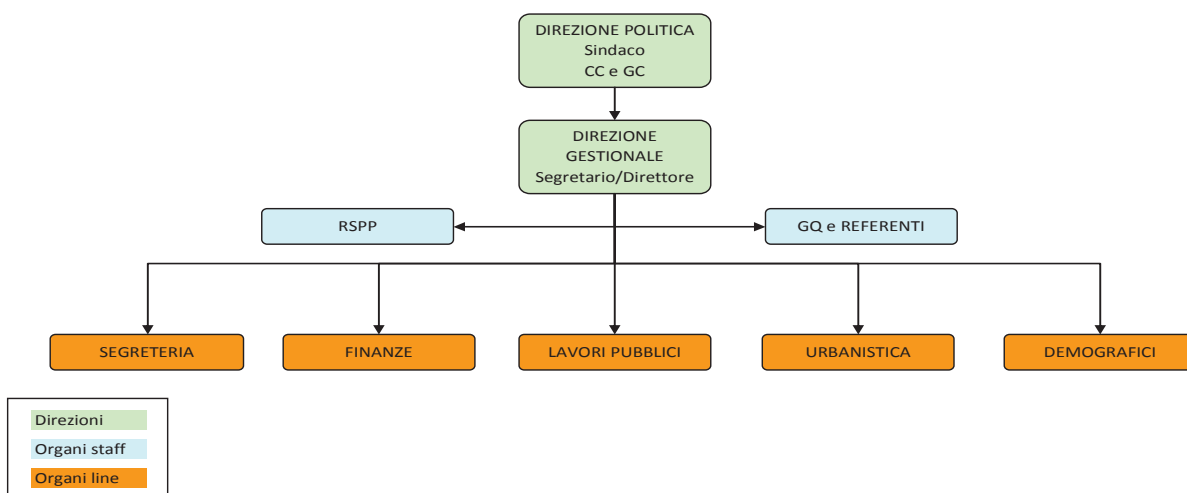 DIREZIONE POLITICA
Sindaco
CC e GC
DIREZIONE
GESTIONALE
Segretario/Direttore
RSPP
GQ e REFERENTI
SEGRETERIA
FINANZE
LAVORI PUBBLICI
URBANISTICA
DEMOGRAFICI
Direzioni
Organi staff
Organi line